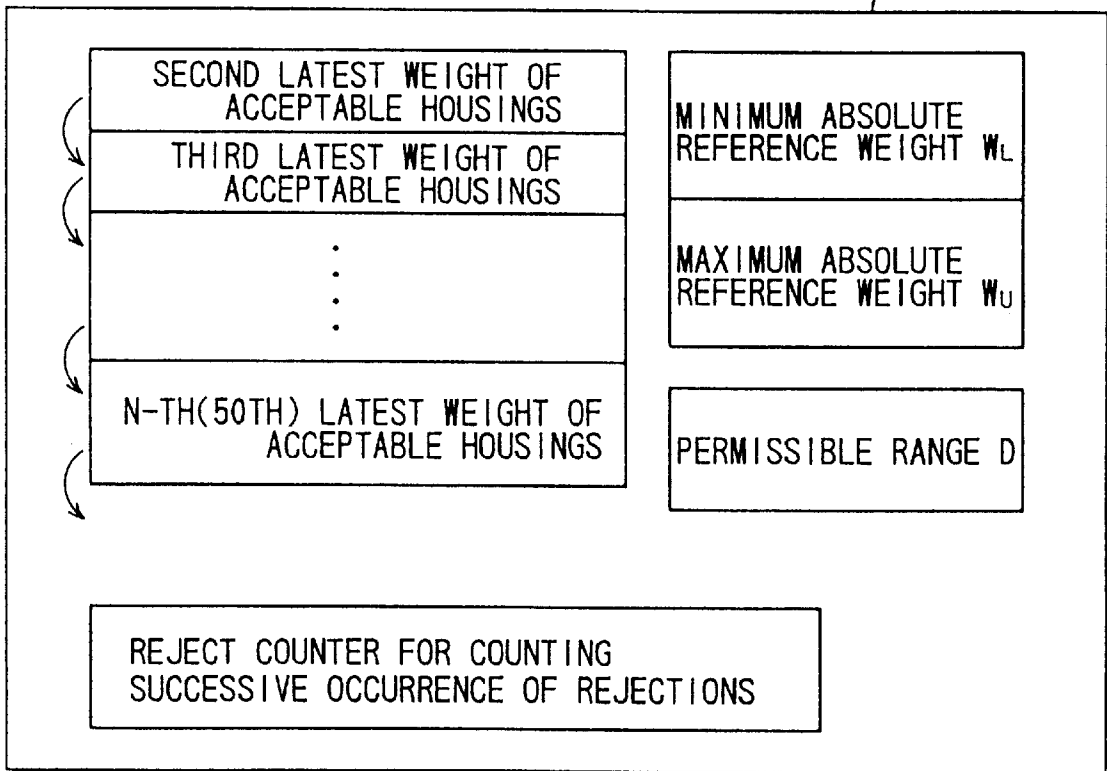 SECOND LATEST WEIGHT OF
ACCEPTABLE HOUSINGS
THIRD LATEST WEIGHT OF
ACCEPTABLE HOUSINGS
N-TH(50TH) LATEST WEIGHT OF
ACCEPTABLE HOUSINGS
MINIMUM ABSOLUTE
REFERENCE WEIGHT WL
MAXIMUM ABSOLUTE
REFERENCE WEIGHT WU
PERMISSIBLE RANGE D
REJECT COUNTER FOR COUNTING
SUCCESSIVE OCCURRENCE OF REJECTIONS